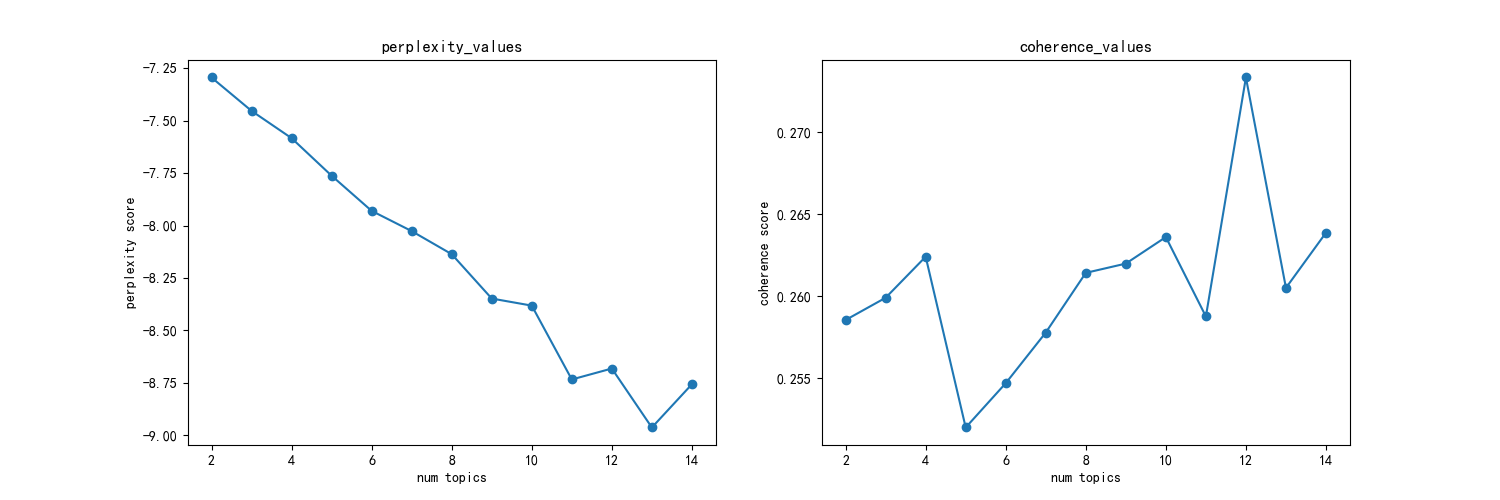 perplexity_values
perplexity score
-7.25
-7.50
-7.75
-8.00
-8.25
-8.50
-8.75
-9.00
2 4 6 8 10 12 14
num topics
coherence_values
coherence score
0.270
0.265
0.260
0.255
2 4 6 8 10 12 14
num topics